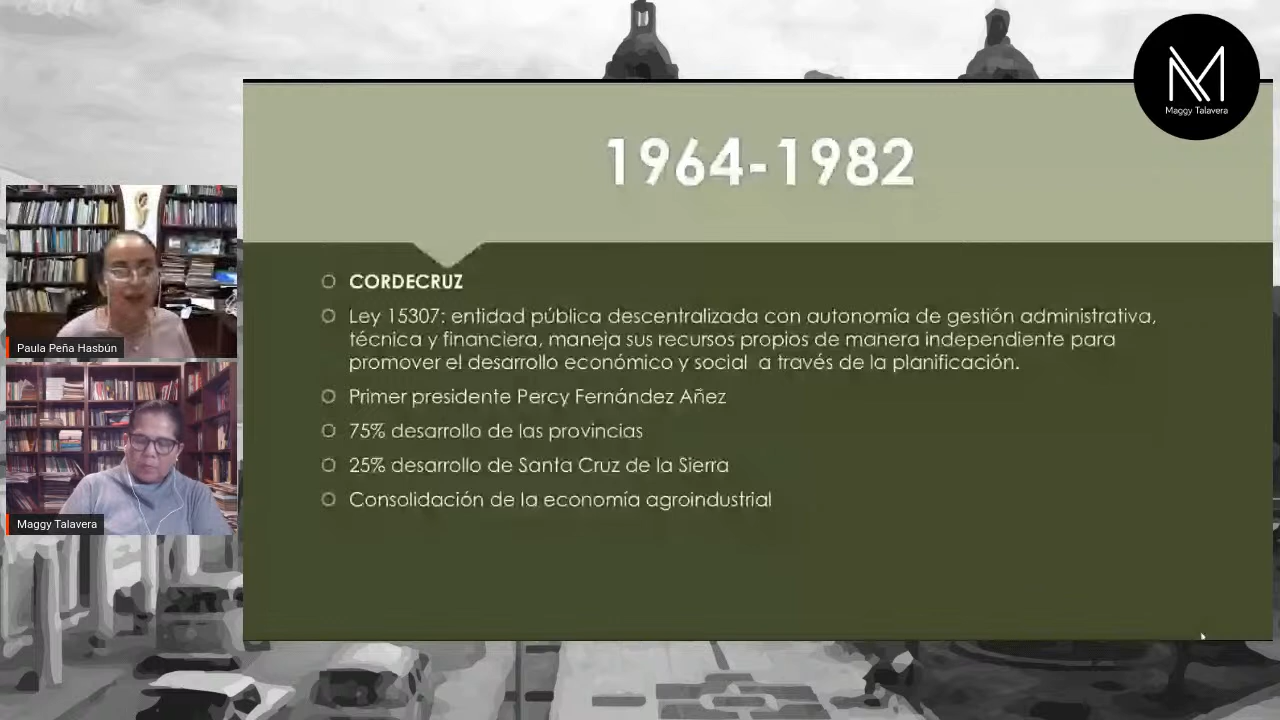 Maggy Talavera
1964-1982
CORDECRUZ
Ley 15307: entidad pública descentralizada con autonomía de gestión administrativa,
técnica y financiera, maneja sus recursos propios de manera independiente para
promover el desarrollo económico y social a través de la planificación.
Primer presidente Percy Fernández Añez
75% desarrollo de las provincias
25% desarrollo de Santa Cruz de la Sierra
Consolidación de la economía agroindustrial
Paula Peña Hasbún
Maggy Talavera